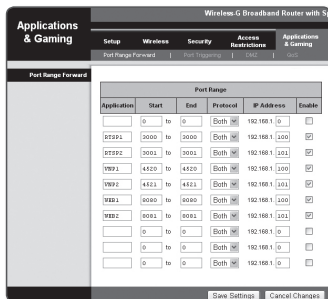 Wireless-G Broadband Router with Sp
Applications
& Gaming
Setup Wireless Security Access Restrictions Applications & Gaming
Port Range Forward | Port Triggering | DMZ | QoS
Port Range Forward
Port Range
Application Start End Protocol IP Address Enable
0 to 0 Both 192.168.1. 0
RTSP1 3000 to 3000 Both 192.168.1. 100
RTSP2 3001 to 3001 Both 192.168.1. 101
VNP1 4520 to 4520 Both 192.168.1. 100
VNP2 4521 to 4521 Both 192.168.1. 101
WEB1 8080 to 8080 Both 192.168.1. 100
WEB2 8081 to 8081 Both 192.168.1. 101
0 to 0 Both 192.168.1. 0
0 to 0 Both 192.168.1. 0
0 to 0 Both 192.168.1. 0
Save Settings Cancel Changes